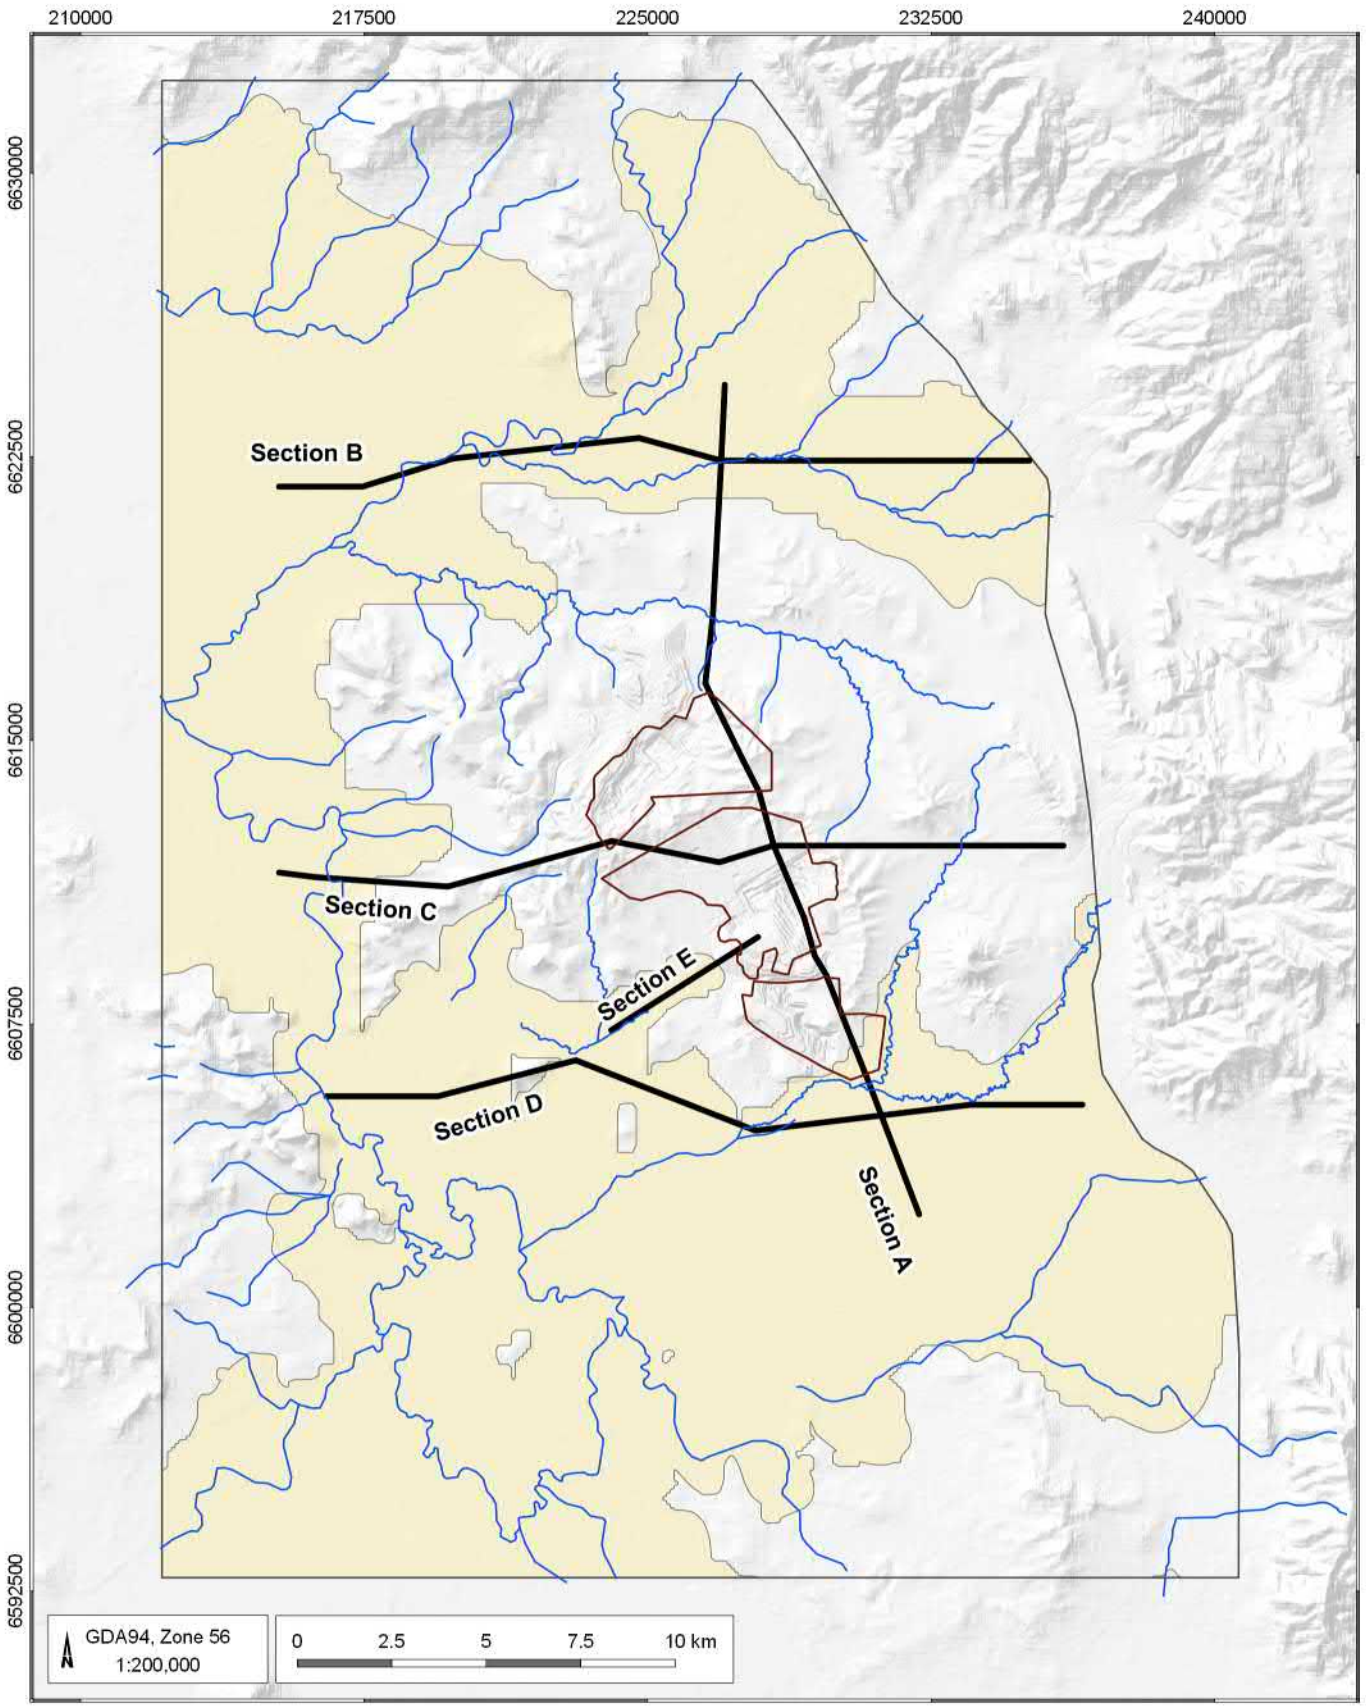 210000 217500 225000 232500 240000
6630000
6622500
6615000
6607500
6600000
6592500
Section B
Section C
Section E
Section D
Section A
N
GDA94, Zone 56
1:200,000
0 2.5 5 7.5 10 km